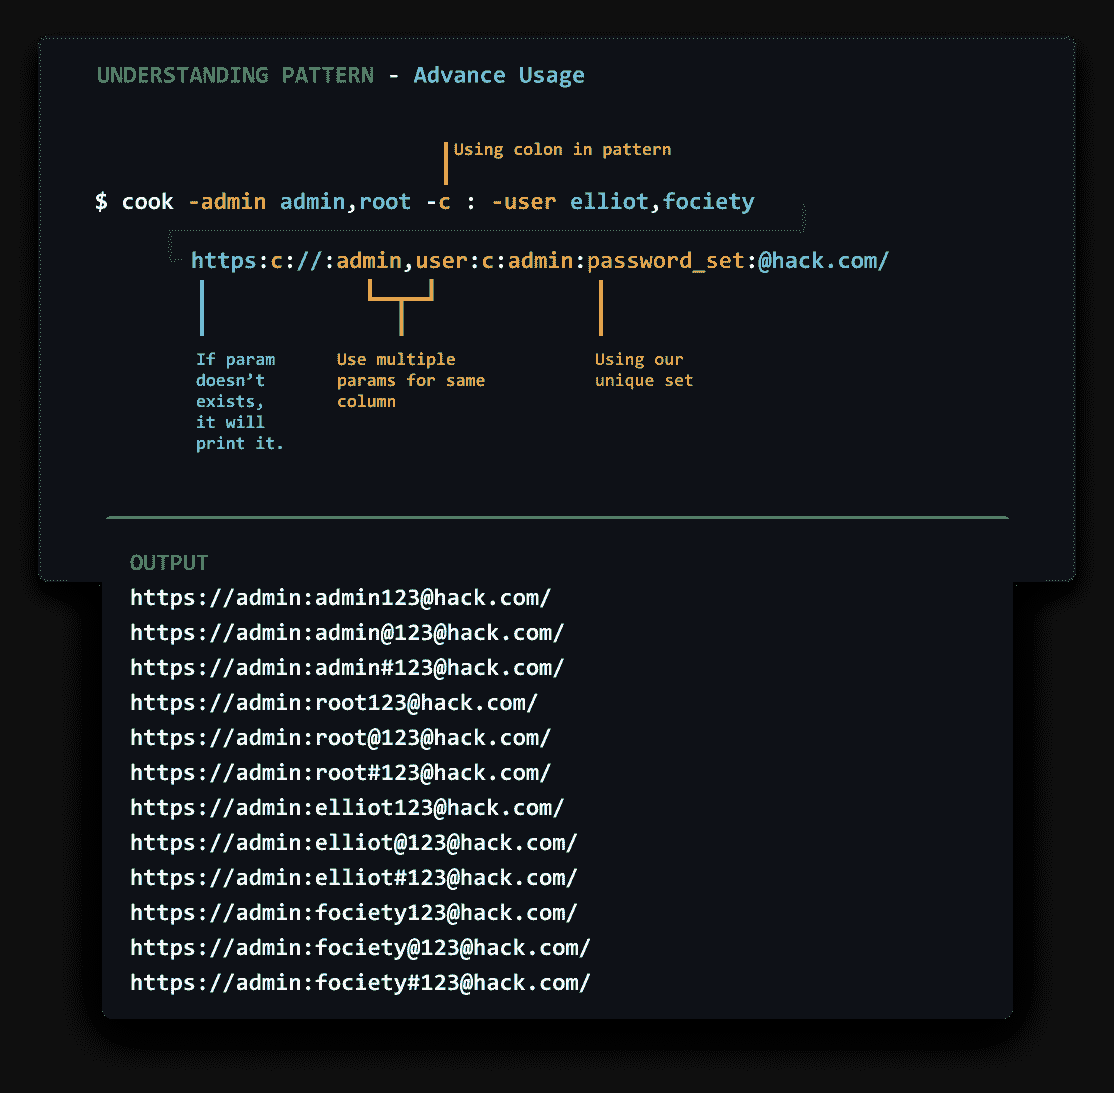 UNDERSTANDING PATTERN - Advance Usage
Using colon in pattern
$ cook -admin admin,root -c : -user elliot,fociety
https:c://:admin,user:c:admin:password_set:@hack.com/
If param
doesn't
exists,
it will
print it.
Use multiple
params for same
column
Using our
unique set
OUTPUT
https://admin:admin123@hack.com/
https://admin:admin@123@hack.com/
https://admin:admin#123@hack.com/
https://admin:root123@hack.com/
https://admin:root@123@hack.com/
https://admin:root#123@hack.com/
https://admin:elliot123@hack.com/
https://admin:elliot@123@hack.com/
https://admin:elliot#123@hack.com/
https://admin:fociety123@hack.com/
https://admin:fociety@123@hack.com/
https://admin:fociety#123@hack.com/